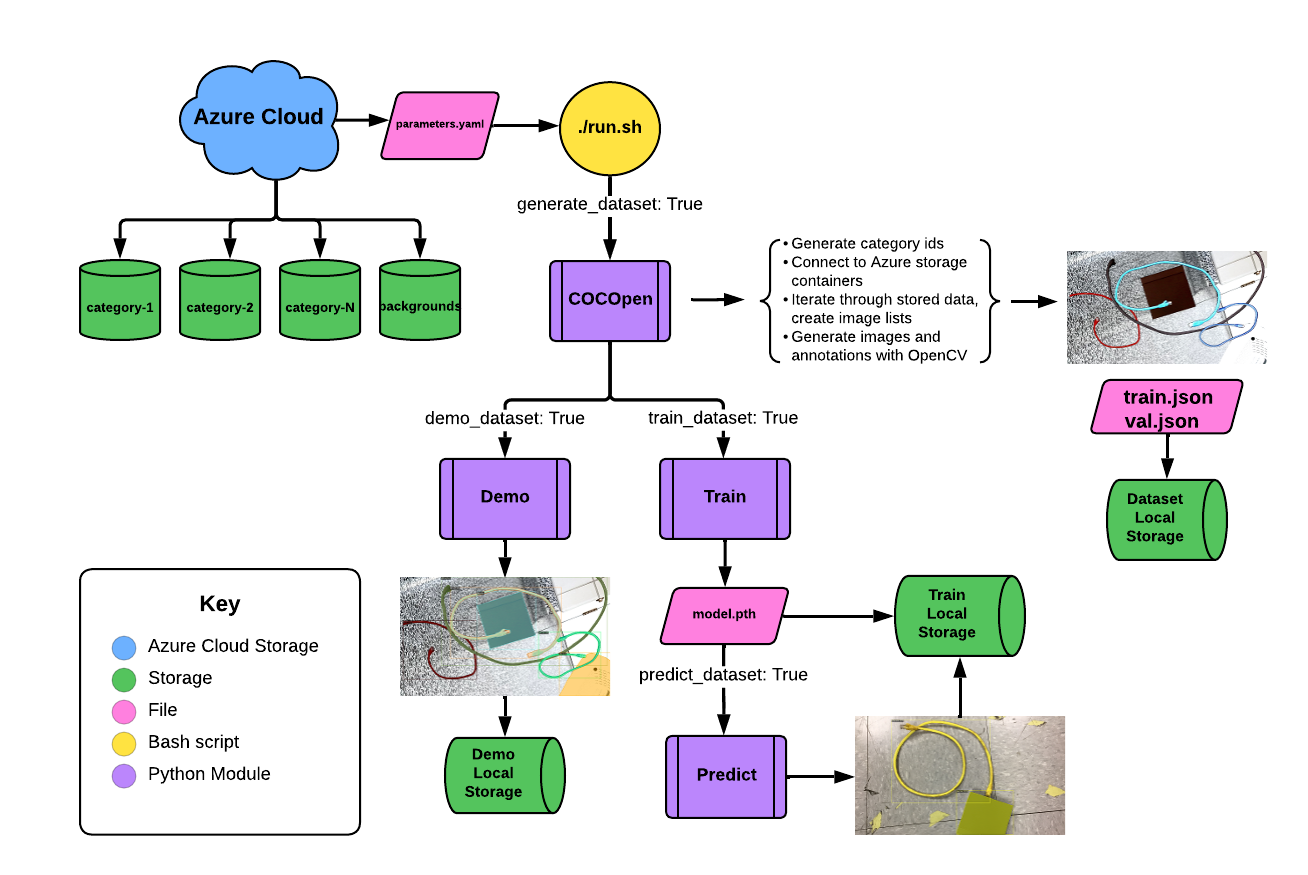 Azure Cloud
parameters.yaml
./run.sh
generate_dataset: True
category-1
category-2
category-N
backgrounds
COCOpen
• Generate category ids
• Connect to Azure storage
containers
• Iterate through stored data,
create image lists
• Generate images and
annotations with OpenCV
train.json
val.json
Dataset
Local
Storage
demo_dataset: True
train_dataset: True
Demo
Train
model.pth
Train
Local
Storage
predict_dataset: True
Predict
Demo
Local
Storage
Key
Azure Cloud Storage
Storage
File
Bash script
Python Module